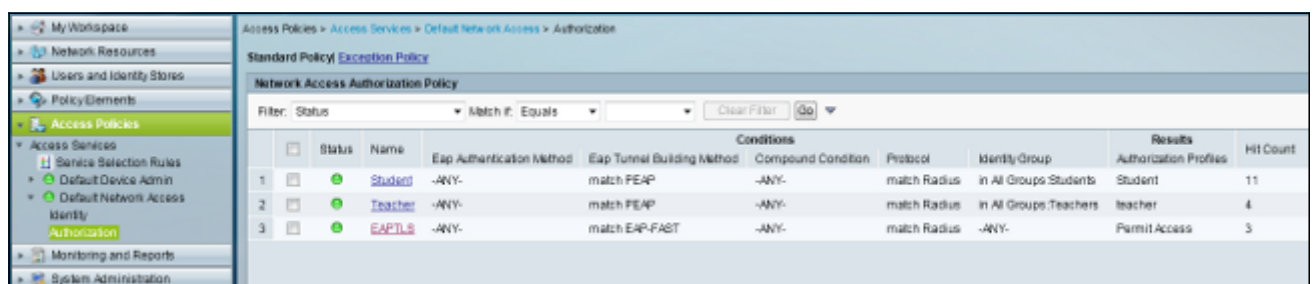 My Workspace
Network Resources
Users and Identity Stores
Policy Elements
Access Policies
Access Services
Service Selection Rules
Default Device Admin
Default Network Access
Identity
Authorization
Monitoring and Reports
System Administration
Access Policies > Access Services > Default Network Access > Authorization
Standard Policy| Exception Policy
Network Access Authorization Policy
Filter: Status Match if: Equals Clear Filter Go
Conditions Results
Status Name Eap Authentication Method Eap Tunnel Building Method Compound Condition Protocol Identity Group Authorization Profiles Hit Count
1 Student -ANY- match PEAP -ANY- match Radius in All Groups:Students Student 11
2 Teacher -ANY- match PEAP -ANY- match Radius in All Groups:Teachers teacher 4
3 EAPTLS -ANY- match EAP-FAST -ANY- match Radius -ANY- Permit Access 3